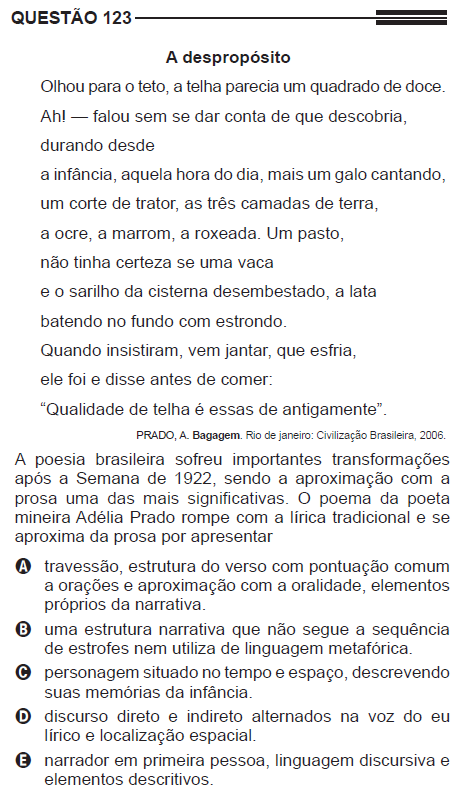 QUESTÃO 123
A despropósito
Olhou para o teto, a telha parecia um quadrado de doce.
Ah! — falou sem se dar conta de que descobria,
durando desde
a infância, aquela hora do dia, mais um galo cantando,
um corte de trator, as três camadas de terra,
a ocre, a marrom, a roxeada. Um pasto,
não tinha certeza se uma vaca
e o sarilho da cisterna desembestado, a lata
batendo no fundo com estrondo.
Quando insistiram, vem jantar, que esfria,
ele foi e disse antes de comer:
“Qualidade de telha é essas de antigamente”.
PRADO, A. Bagagem. Rio de janeiro: Civilização Brasileira, 2006.
A poesia brasileira sofreu importantes transformações
após a Semana de 1922, sendo a aproximação com a
prosa uma das mais significativas. O poema da poeta
mineira Adélia Prado rompe com a lírica tradicional e se
aproxima da prosa por apresentar
A travessão, estrutura do verso com pontuação comum
a orações e aproximação com a oralidade, elementos
próprios da narrativa.
B uma estrutura narrativa que não segue a sequência
de estrofes nem utiliza de linguagem metafórica.
C personagem situado no tempo e espaço, descrevendo
suas memórias da infância.
D discurso direto e indireto alternados na voz do eu
lírico e localização espacial.
E narrador em primeira pessoa, linguagem discursiva e
elementos descritivos.